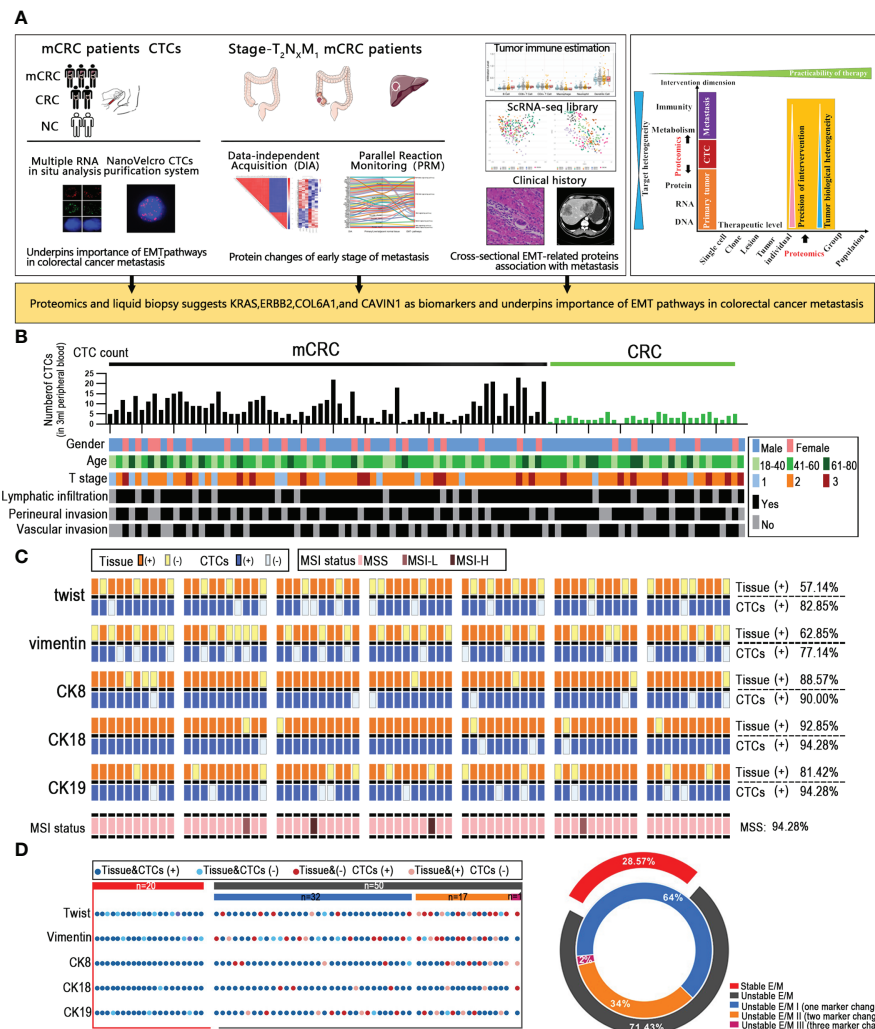 A
mCRC patients CTCs
mCRC
CRC
NC
Multiple RNA
in situ analysis
NanoVelcro CTCs
purification system
Underpins importance of EMTpathways
in colorectal cancer metastasis
Stage-T2NXM1 mCRC patients
Data-independent
Acquisition (DIA)
Parallel Reaction
Monitoring (PRM)
Protein changes of early stage of metastasis
Tumor immune estimation
ScRNA-seq library
Clinical history
Cross-sectional EMT-related proteins
association with metastasis
Practicability of therapy
Intervention dimension
Target heterogeneity
Immunity
Metabolism
Proteomics
Protein
RNA
DNA
Metastasis
CTC
Primary tumor
Precision of intervention
Tumor biological heterogeneity
Therapeutic level
Single cell
Clone
Lesion
Tumor
individual
Group
Population
Proteomics
Proteomics and liquid biopsy suggests KRAS,ERBB2,COL6A1,and CAVIN1 as biomarkers and underpins importance of EMT pathways in colorectal cancer metastasis
B
CTC count
mCRC
CRC
Numberof CTCs
(in 3ml peripheral blood)
25
20
15
10
5
0
Gender
Age
T stage
Lymphatic infiltration
Perineural invasion
Vascular invasion
Male
Female
18-40
41-60
61-80
1
2
3
Yes
No
C
Tissue (+) (-) CTCs (+) (-)
MSI status MSS MSI-L MSI-H
twist
Tissue (+) 57.14%
CTCs (+) 82.85%
vimentin
Tissue (+) 62.85%
CTCs (+) 77.14%
CK8
Tissue (+) 88.57%
CTCs (+) 90.00%
CK18
Tissue (+) 92.85%
CTCs (+) 94.28%
CK19
Tissue (+) 81.42%
CTCs (+) 94.28%
MSI status
MSS: 94.28%
D
Tissue&CTCs (+) Tissue&CTCs (-) Tissue&(-) CTCs (+) Tissue&(+) CTCs (-)
n=20
n=50
n=32
n=17
n=1
Twist
Vimentin
CK8
CK18
CK19
28.57%
64%
2%
34%
71.43%
Stable E/M
Unstable E/M
Unstable E/M I (one marker chang
Unstable E/M II (two marker chan
Unstable E/M III (three marker cha